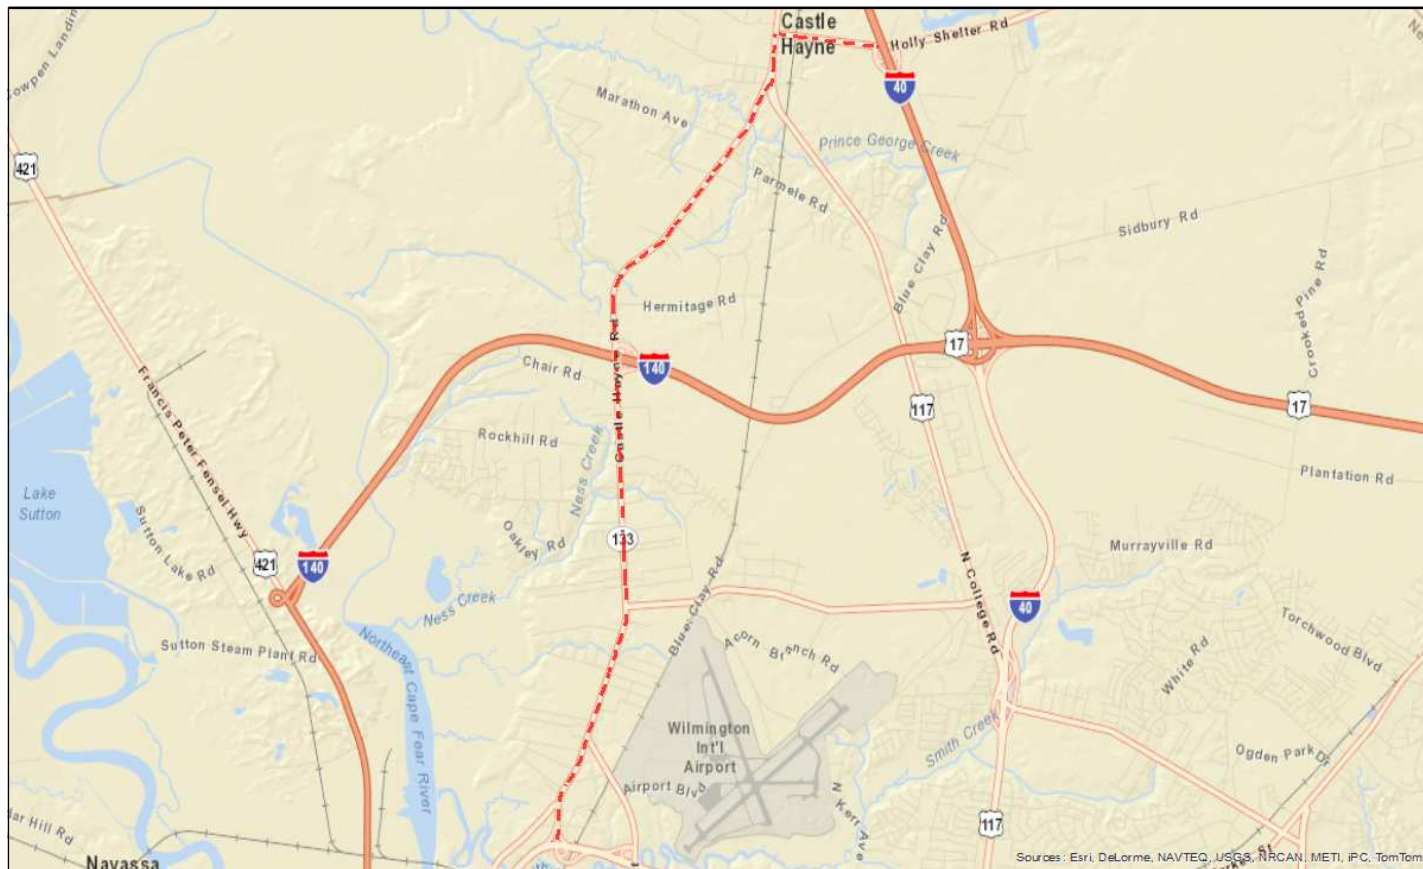 Castle
Hayne
Holly Shelter Rd
40
Marathon Ave
421
Prince George Creek
Parmele Rd
Sidbury Rd
Blue Clay Rd
Crooked Pine Rd
Hermitage Rd
17
140
Chair Rd
Castle Hayne Rd
117
17
Francis Peter Fensel Hwy
Rockhill Rd
Ness Creek
Plantation Rd
Lake
Sutton
Oakley Rd
133
Sutton Lake Rd
421
140
Murrayville Rd
N College Rd
Blue Clay Rd
40
Ness Creek
Torchwood Blvd
Acorn Branch Rd
Sutton Steam Plant Rd
White Rd
Northeast Cape Fear River
Wilmington
Int'l
Airport
Smith Creek
Ogden Park Dr
Airport Blvd
N Kerr Ave
117
Hill Rd
Navassa
Sources: Esri, DeLorme, NAVTEQ, USGS, NRCAN, METI, iPC, TomTom